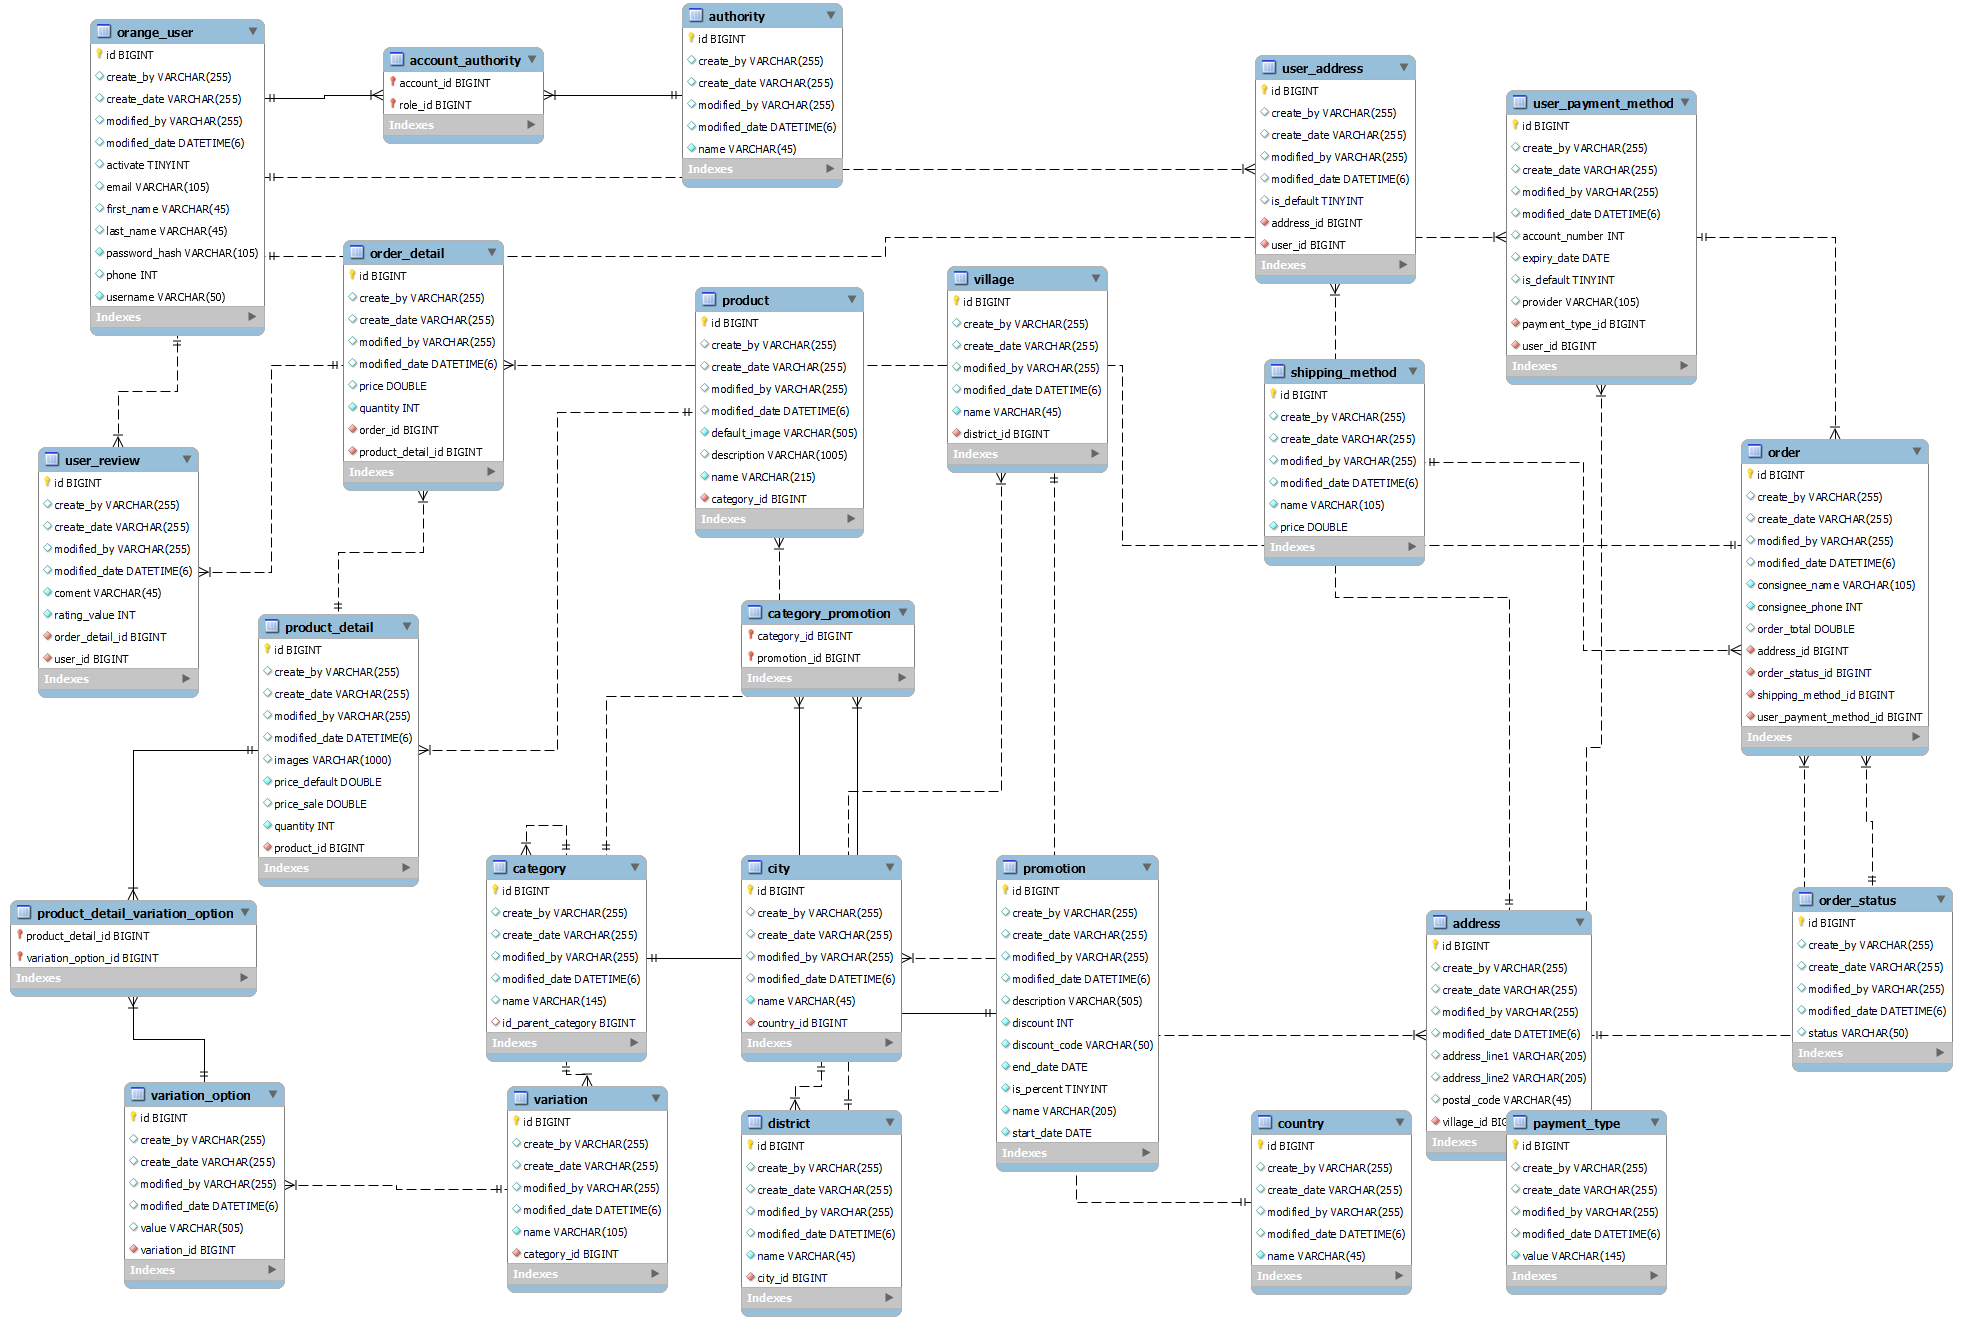 orange_user
id BIGINT
create_by VARCHAR(255)
create_date VARCHAR(255)
modified_by VARCHAR(255)
modified_date DATETIME(6)
activate TINYINT
email VARCHAR(105)
first_name VARCHAR(45)
last_name VARCHAR(45)
password_hash VARCHAR(105)
phone INT
username VARCHAR(50)
Indexes
account_authority
account_id BIGINT
role_id BIGINT
Indexes
authority
id BIGINT
create_by VARCHAR(255)
create_date VARCHAR(255)
modified_by VARCHAR(255)
modified_date DATETIME(6)
name VARCHAR(45)
Indexes
user_address
id BIGINT
create_by VARCHAR(255)
create_date VARCHAR(255)
modified_by VARCHAR(255)
modified_date DATETIME(6)
is_default TINYINT
address_id BIGINT
user_id BIGINT
Indexes
user_payment_method
id BIGINT
create_by VARCHAR(255)
create_date VARCHAR(255)
modified_by VARCHAR(255)
modified_date DATETIME(6)
account_number INT
expiry_date DATE
is_default TINYINT
provider VARCHAR(105)
payment_type_id BIGINT
user_id BIGINT
Indexes
order_detail
id BIGINT
create_by VARCHAR(255)
create_date VARCHAR(255)
modified_by VARCHAR(255)
modified_date DATETIME(6)
price DOUBLE
quantity INT
order_id BIGINT
product_detail_id BIGINT
Indexes
product
id BIGINT
create_by VARCHAR(255)
create_date VARCHAR(255)
modified_by VARCHAR(255)
modified_date DATETIME(6)
default_image VARCHAR(505)
description VARCHAR(1005)
name VARCHAR(215)
category_id BIGINT
Indexes
village
id BIGINT
create_by VARCHAR(255)
create_date VARCHAR(255)
modified_by VARCHAR(255)
modified_date DATETIME(6)
name VARCHAR(45)
district_id BIGINT
Indexes
shipping_method
id BIGINT
create_by VARCHAR(255)
create_date VARCHAR(255)
modified_by VARCHAR(255)
modified_date DATETIME(6)
name VARCHAR(105)
price DOUBLE
Indexes
order
id BIGINT
create_by VARCHAR(255)
create_date VARCHAR(255)
modified_by VARCHAR(255)
modified_date DATETIME(6)
consignee_name VARCHAR(105)
consignee_phone INT
order_total DOUBLE
address_id BIGINT
order_status_id BIGINT
shipping_method_id BIGINT
user_payment_method_id BIGINT
Indexes
user_review
id BIGINT
create_by VARCHAR(255)
create_date VARCHAR(255)
modified_by VARCHAR(255)
modified_date DATETIME(6)
coment VARCHAR(45)
rating_value INT
order_detail_id BIGINT
user_id BIGINT
Indexes
product_detail
id BIGINT
create_by VARCHAR(255)
create_date VARCHAR(255)
modified_by VARCHAR(255)
modified_date DATETIME(6)
images VARCHAR(1000)
price_default DOUBLE
price_sale DOUBLE
quantity INT
product_id BIGINT
Indexes
category_promotion
category_id BIGINT
promotion_id BIGINT
Indexes
product_detail_variation_option
product_detail_id BIGINT
variation_option_id BIGINT
Indexes
category
id BIGINT
create_by VARCHAR(255)
create_date VARCHAR(255)
modified_by VARCHAR(255)
modified_date DATETIME(6)
name VARCHAR(145)
id_parent_category BIGINT
Indexes
city
id BIGINT
create_by VARCHAR(255)
create_date VARCHAR(255)
modified_by VARCHAR(255)
modified_date DATETIME(6)
name VARCHAR(45)
country_id BIGINT
Indexes
promotion
id BIGINT
create_by VARCHAR(255)
create_date VARCHAR(255)
modified_by VARCHAR(255)
modified_date DATETIME(6)
description VARCHAR(505)
discount INT
discount_code VARCHAR(50)
end_date DATE
is_percent TINYINT
name VARCHAR(205)
start_date DATE
Indexes
address
id BIGINT
create_by VARCHAR(255)
create_date VARCHAR(255)
modified_by VARCHAR(255)
modified_date DATETIME(6)
address_line1 VARCHAR(205)
address_line2 VARCHAR(205)
postal_code VARCHAR(45)
village_id
Indexes
order_status
id BIGINT
create_by VARCHAR(255)
create_date VARCHAR(255)
modified_by VARCHAR(255)
modified_date DATETIME(6)
status VARCHAR(50)
Indexes
variation_option
id BIGINT
create_by VARCHAR(255)
create_date VARCHAR(255)
modified_by VARCHAR(255)
modified_date DATETIME(6)
value VARCHAR(505)
variation_id BIGINT
Indexes
variation
id BIGINT
create_by VARCHAR(255)
create_date VARCHAR(255)
modified_by VARCHAR(255)
modified_date DATETIME(6)
name VARCHAR(105)
category_id BIGINT
Indexes
district
id BIGINT
create_by VARCHAR(255)
create_date VARCHAR(255)
modified_by VARCHAR(255)
modified_date DATETIME(6)
name VARCHAR(45)
city_id BIGINT
Indexes
country
id BIGINT
create_by VARCHAR(255)
create_date VARCHAR(255)
modified_by VARCHAR(255)
modified_date DATETIME(6)
name VARCHAR(45)
Indexes
payment_type
id BIGINT
create_by VARCHAR(255)
create_date VARCHAR(255)
modified_by VARCHAR(255)
modified_date DATETIME(6)
value VARCHAR(145)
Indexes